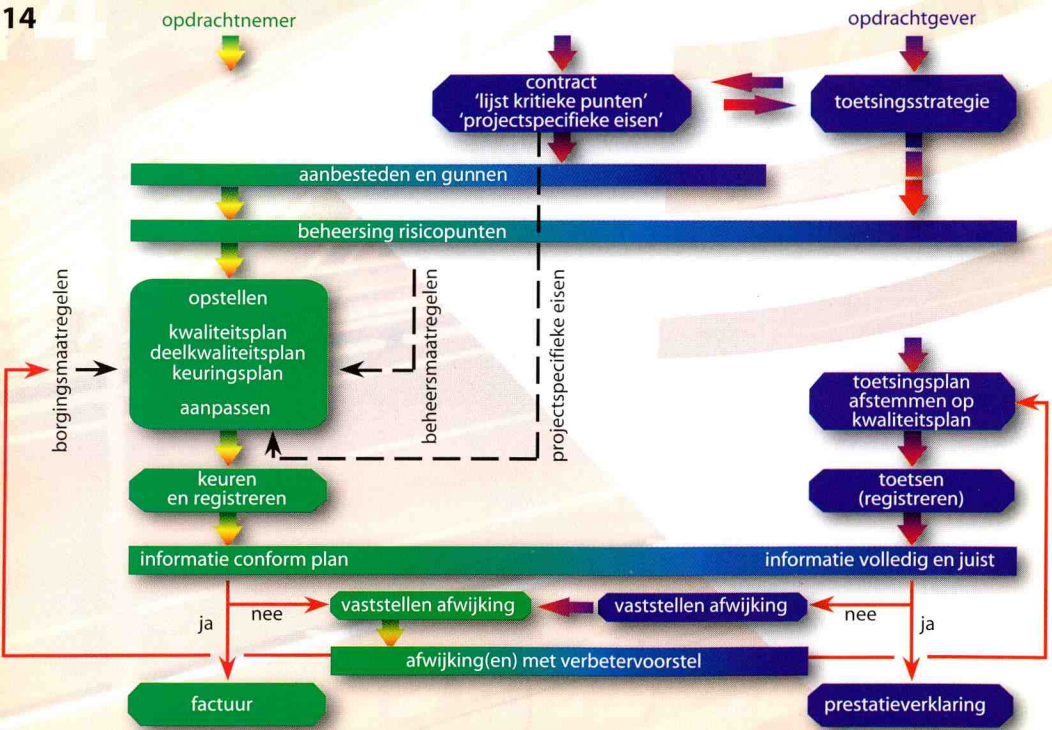 14
opdrachtnemer
opdrachtgever
contract
'lijst kritieke punten'
'projectspecifieke eisen'
toetsingsstrategie
aanbesteden en gunnen
beheersing risicopunten
borgingsmaatregelen
opstellen
kwaliteitsplan
deelkwaliteitsplan
keuringsplan
aanpassen
beheersmaatregelen
projectspecifieke eisen
toetsingsplan
afstemmen op
kwaliteitsplan
keuren
en registreren
toetsen
(registreren)
informatie conform plan
informatie volledig en juist
ja
nee
vaststellen afwijking
vaststellen afwijking
nee
ja
afwijking(en) met verbetervoorstel
factuur
prestatieverklaring